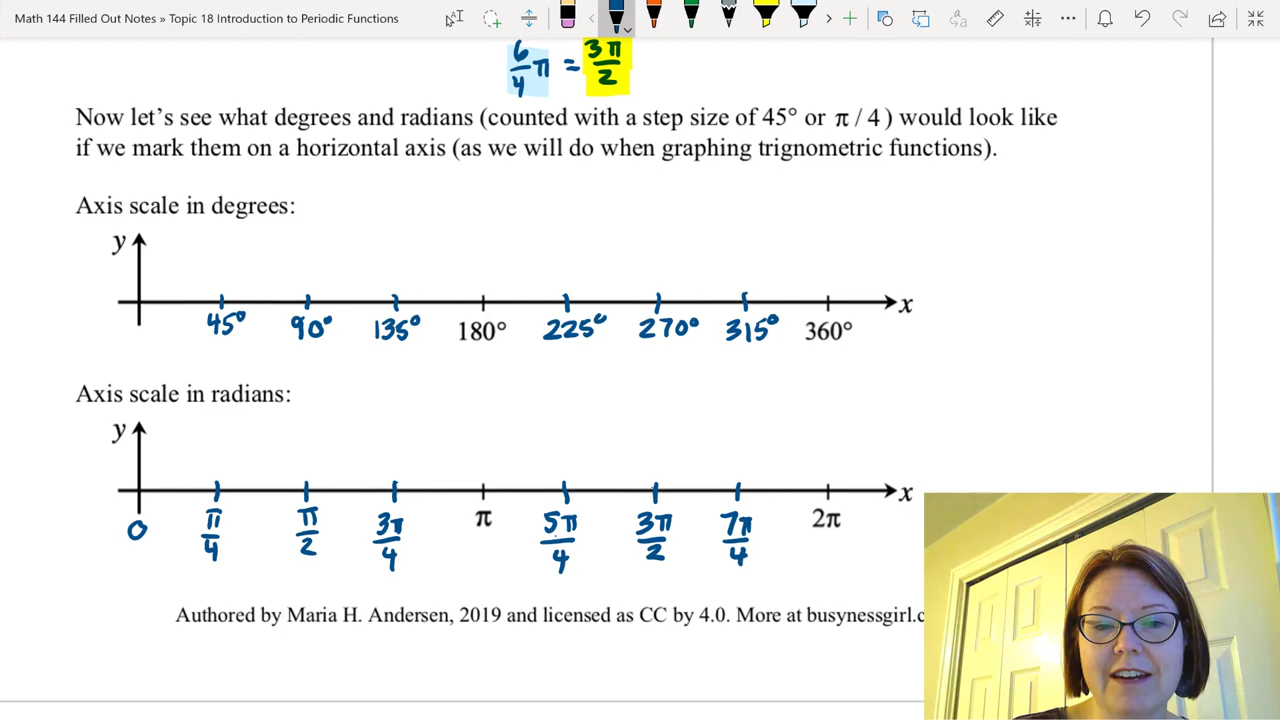 Math 144 Filled Out Notes » Topic 18 Introduction to Periodic Functions
6/4 π = 3π/2
Now let’s see what degrees and radians (counted with a step size of 45° or π / 4 ) would look like
if we mark them on a horizontal axis (as we will do when graphing trignometric functions).
Axis scale in degrees:
y
x
45° 90° 135° 180° 225° 270° 315° 360°
Axis scale in radians:
y
x
0 π/4 π/2 3π/4 π 5π/4 3π/2 7π/4 2π
Authored by Maria H. Andersen, 2019 and licensed as CC by 4.0. More at busynessgirl.c